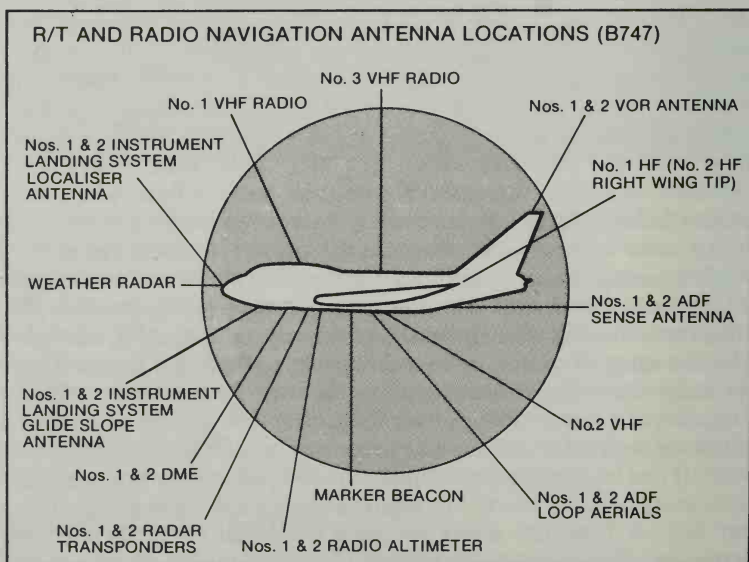 R/T AND RADIO NAVIGATION ANTENNA LOCATIONS (B747)
No. 3 VHF RADIO
No. 1 VHF RADIO
Nos. 1 & 2 VOR ANTENNA
Nos. 1 & 2 INSTRUMENT
LANDING SYSTEM
LOCALISER
ANTENNA
No. 1 HF (No. 2 HF
RIGHT WING TIP)
WEATHER RADAR
Nos. 1 & 2 ADF
SENSE ANTENNA
Nos. 1 & 2 INSTRUMENT
LANDING SYSTEM
GLIDE SLOPE
ANTENNA
No.2 VHF
Nos. 1 & 2 DME
MARKER BEACON
Nos. 1 & 2 ADF
LOOP AERIALS
Nos. 1 & 2 RADAR
TRANSPONDERS
Nos. 1 & 2 RADIO ALTIMETER